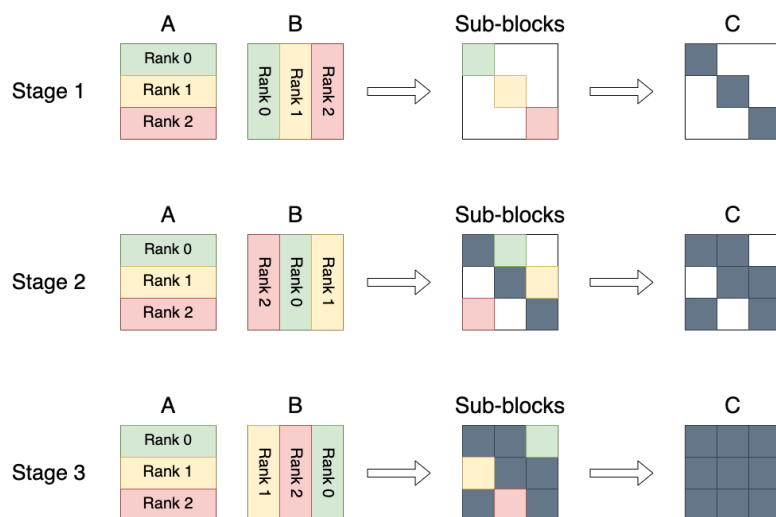 A
B
Sub-blocks
C
Stage 1
Rank 0
Rank 1
Rank 2
Rank 0
Rank 1
Rank 2
A
B
Sub-blocks
C
Stage 2
Rank 0
Rank 1
Rank 2
Rank 2
Rank 0
Rank 1
A
B
Sub-blocks
C
Stage 3
Rank 0
Rank 1
Rank 2
Rank 1
Rank 2
Rank 0